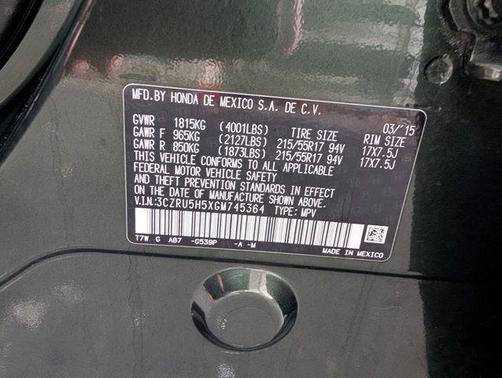 MFD.BY HONDA DE MEXICO S.A. DE C.V.
03/'15
GVWR 1815KG (4001LBS) TIRE SIZE RIM SIZE
GAWR F 965KG (2127LBS) 215/55R17 94V 17X7.5J
GAWR R 850KG (1873LBS) 215/55R17 94V 17X7.5J
THIS VEHICLE CONFORMS TO ALL APPLICABLE
FEDERAL MOTOR VEHICLE SAFETY AND
THEFT PREVENTION STANDARDS IN EFFECT
ON THE DATE OF MANUFACTURE SHOWN ABOVE.
V.I.N:3CZRU5H5XGM745364 TYPE: MPV
T7W G AB7 -G539P -A -M
MADE IN MEXICO